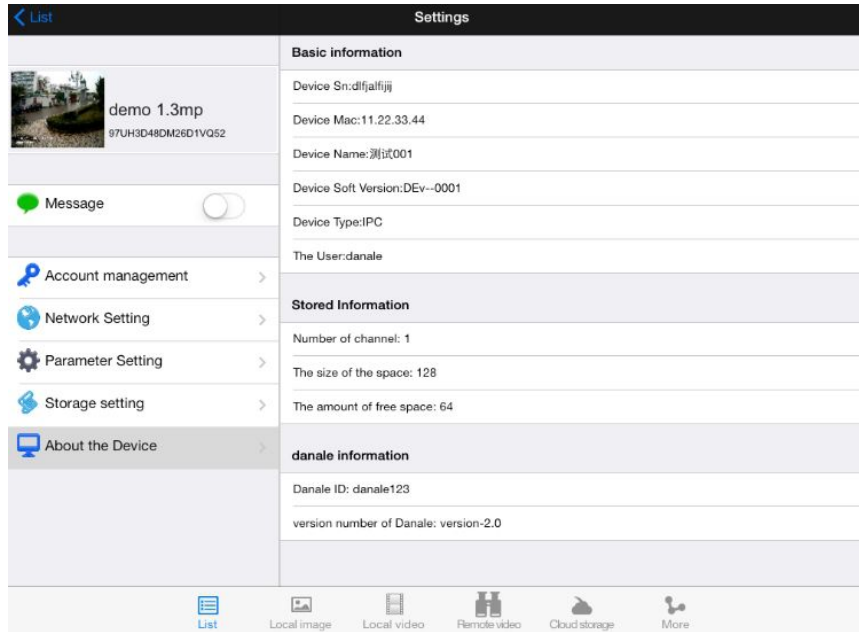 List
Settings
demo 1.3mp
97UH3D48DM26D1VQ52
Message
Account management
Network Setting
Parameter Setting
Storage setting
About the Device
Basic information
Device Sn:dlfjalfijij
Device Mac:11.22.33.44
Device Name:测试001
Device Soft Version:DEv--0001
Device Type:IPC
The User:danale
Stored Information
Number of channel: 1
The size of the space: 128
The amount of free space: 64
danale information
Danale ID: danale123
version number of Danale: version-2.0
List
Local image
Local video
Remote video
Cloud storage
More